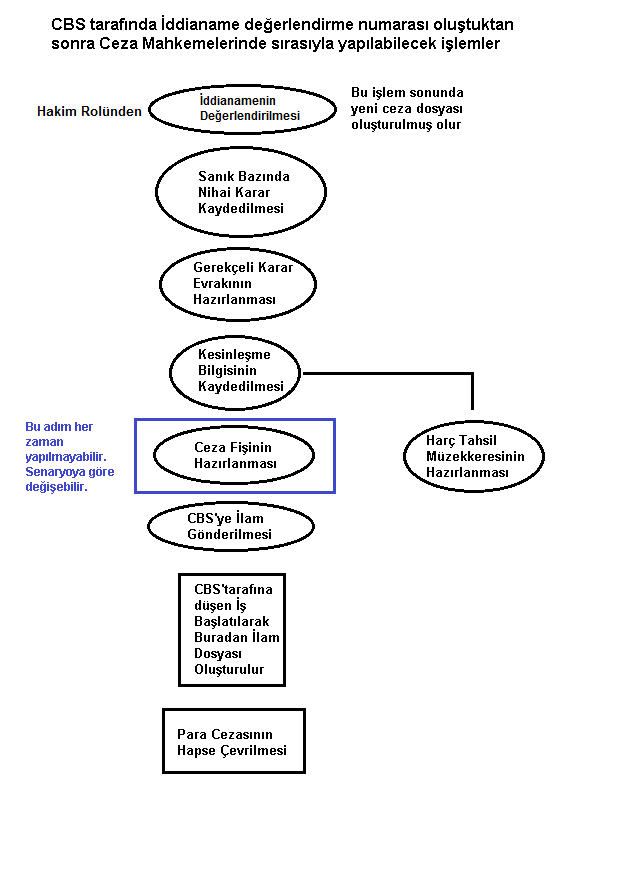 CBS tarafında İddianame değerlendirme numarası oluştuktan
sonra Ceza Mahkemelerinde sırasıyla yapılabilecek işlemler
Hakim Rolünden
İddianamenin
Değerlendirilmesi
Bu işlem sonunda
yeni ceza dosyası
oluşturulmuş olur
Sanık Bazında
Nihai Karar
Kaydedilmesi
Gerekçeli Karar
Evrakının
Hazırlanması
Kesinleşme
Bilgisinin
Kaydedilmesi
Bu adım her
zaman
yapılmayabilir.
Senaryoya göre
değişebilir.
Ceza Fişinin
Hazırlanması
Harç Tahsil
Müzekkeresinin
Hazırlanması
CBS'ye İlam
Gönderilmesi
CBS'tarafına
düşen İş
Başlatılarak
Buradan İlam
Dosyası
Oluşturulur
Para Cezasının
Hapse Çevrilmesi